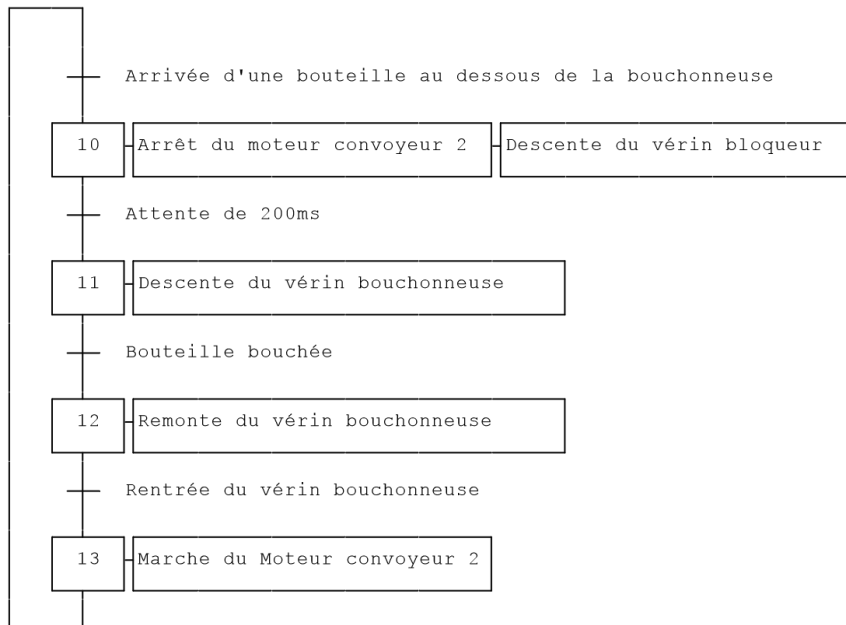 Arrivée d'une bouteille au dessous de la bouchonneuse
10 Arrêt du moteur convoyeur 2 Descente du vérin bloqueur
Attente de 200ms
11 Descente du vérin bouchonneuse
Bouteille bouchée
12 Remonte du vérin bouchonneuse
Rentrée du vérin bouchonneuse
13 Marche du Moteur convoyeur 2